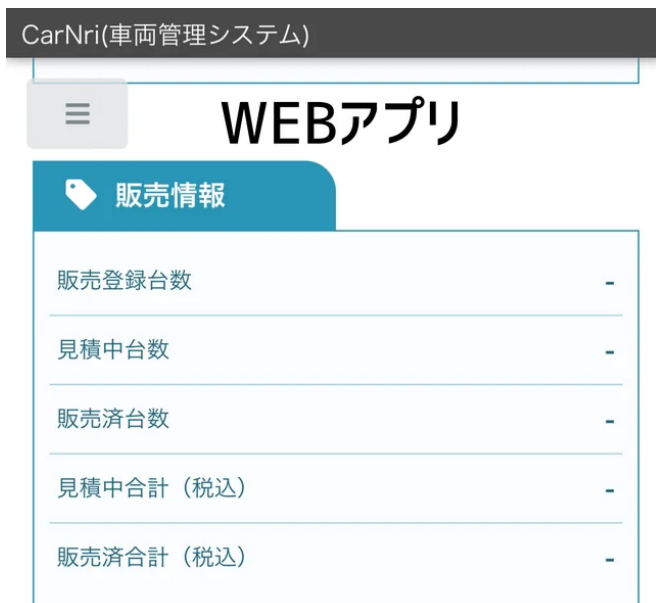 CarNri(車両管理システム)
WEBアプリ
販売情報
販売登録台数 -
見積中台数 -
販売済台数 -
見積中合計（税込） -
販売済合計（税込） -